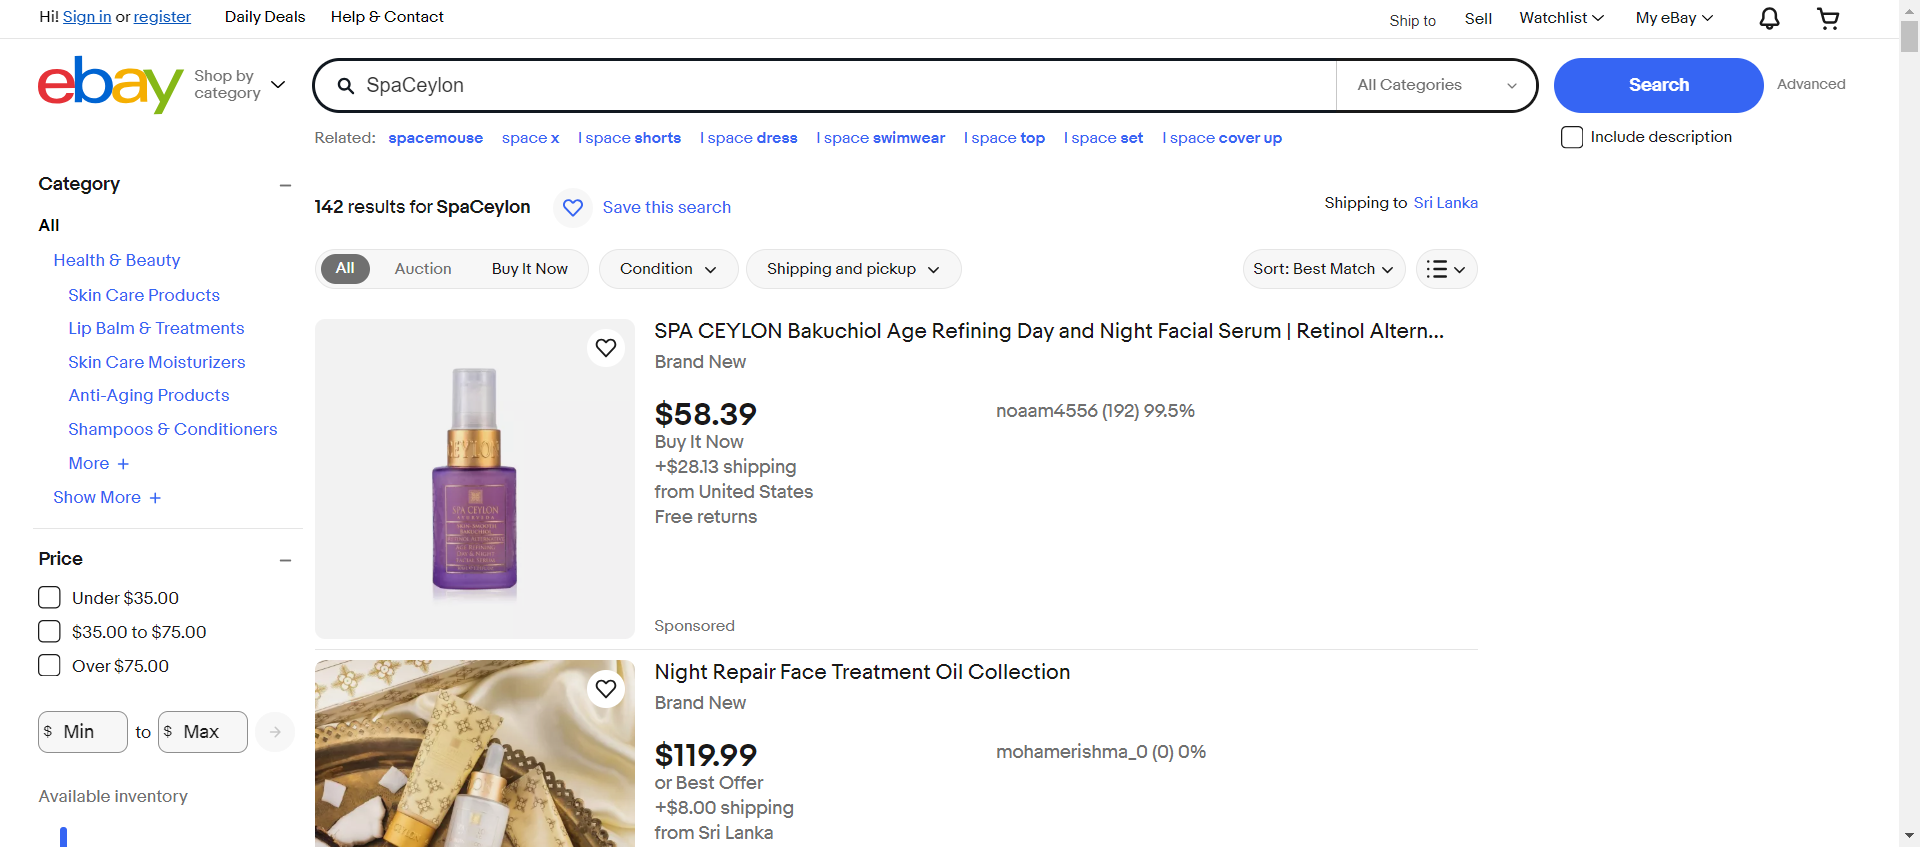 Hi! Sign in or register
Daily Deals
Help & Contact
Ship to
Sell
Watchlist
My eBay
ebay
Shop by
category
SpaCeylon
All Categories
Search
Advanced
Related: spacemouse space x l space shorts l space dress l space swimwear l space top l space set l space cover up
Include description
Category
All
Health & Beauty
Skin Care Products
Lip Balm & Treatments
Skin Care Moisturizers
Anti-Aging Products
Shampoos & Conditioners
More +
Show More +
Price
Under $35.00
$35.00 to $75.00
Over $75.00
$ Min to $ Max
Available inventory
142 results for SpaCeylon
Save this search
Shipping to Sri Lanka
All
Auction
Buy It Now
Condition
Shipping and pickup
Sort: Best Match
SPA CEYLON Bakuchiol Age Refining Day and Night Facial Serum | Retinol Altern...
Brand New
$58.39
noaam4556 (192) 99.5%
Buy It Now
+$28.13 shipping
from United States
Free returns
Sponsored
CEYLON
SPA CEYLON
Night Repair Face Treatment Oil Collection
Brand New
$119.99
mohamerishma_0 (0) 0%
or Best Offer
+$8.00 shipping
from Sri Lanka